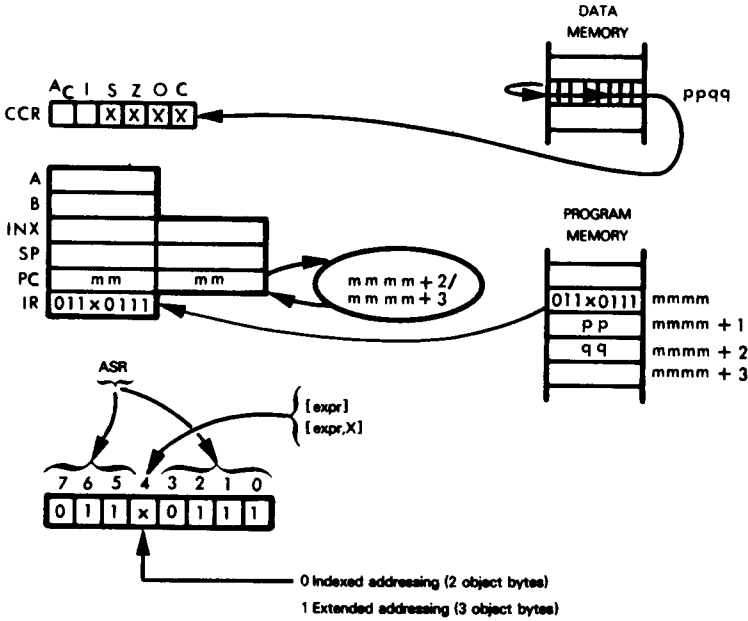 DATA
MEMORY
ppqq
AC I S Z O C
CCR X X X X
A
B
INX
SP
PC mm mm
IR 011x0111
mmmm+2/
mmmm+3
PROGRAM
MEMORY
011x0111 mmmm
pp mmmm + 1
qq mmmm + 2
mmmm + 3
ASR
[expr]
[expr,X]
7 6 5 4 3 2 1 0
0 1 1 x 0 1 1 1
0 Indexed addressing (2 object bytes)
1 Extended addressing (3 object bytes)